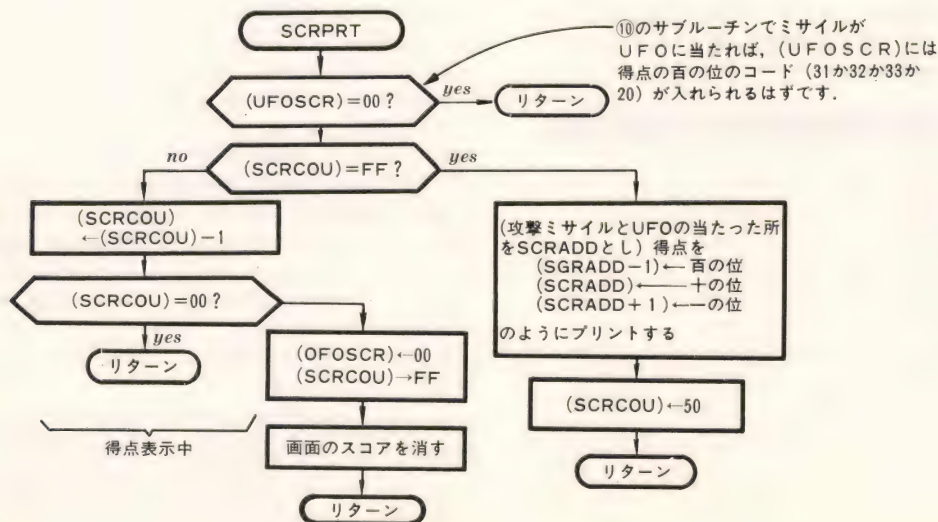 SCRPRT
⑩のサブルーチンでミサイルが
UFOに当たれば,(UFOSCR)には
得点の百の位のコード(31か32か33か
20)が入れられるはずです.
(UFOSCR)=00?
yes
リターン
(SCRCOU)=FF?
no
yes
(SCRCOU)
←(SCRCOU)-1
(SCRCOU)=00?
yes
リターン
得点表示中
(OFOSCR)←00
(SCRCOU)→FF
画面のスコアを消す
リターン
(攻撃ミサイルとUFOの当たった所
をSCRADDとし)得点を
(SGRADD-1)←百の位
(SCRADD)←十の位
(SCRADD+1)←一の位
のようにプリントする
(SCRCOU)←50
リターン